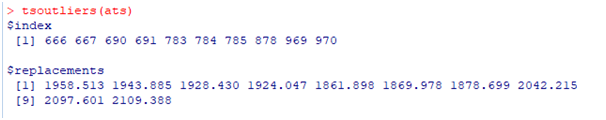 > tsoutliers(ats)
$index
[1] 666 667 690 691 783 784 785 878 969 970
$replacements
[1] 1958.513 1943.885 1928.430 1924.047 1861.898 1869.978 1878.699 2042.215
[9] 2097.601 2109.388